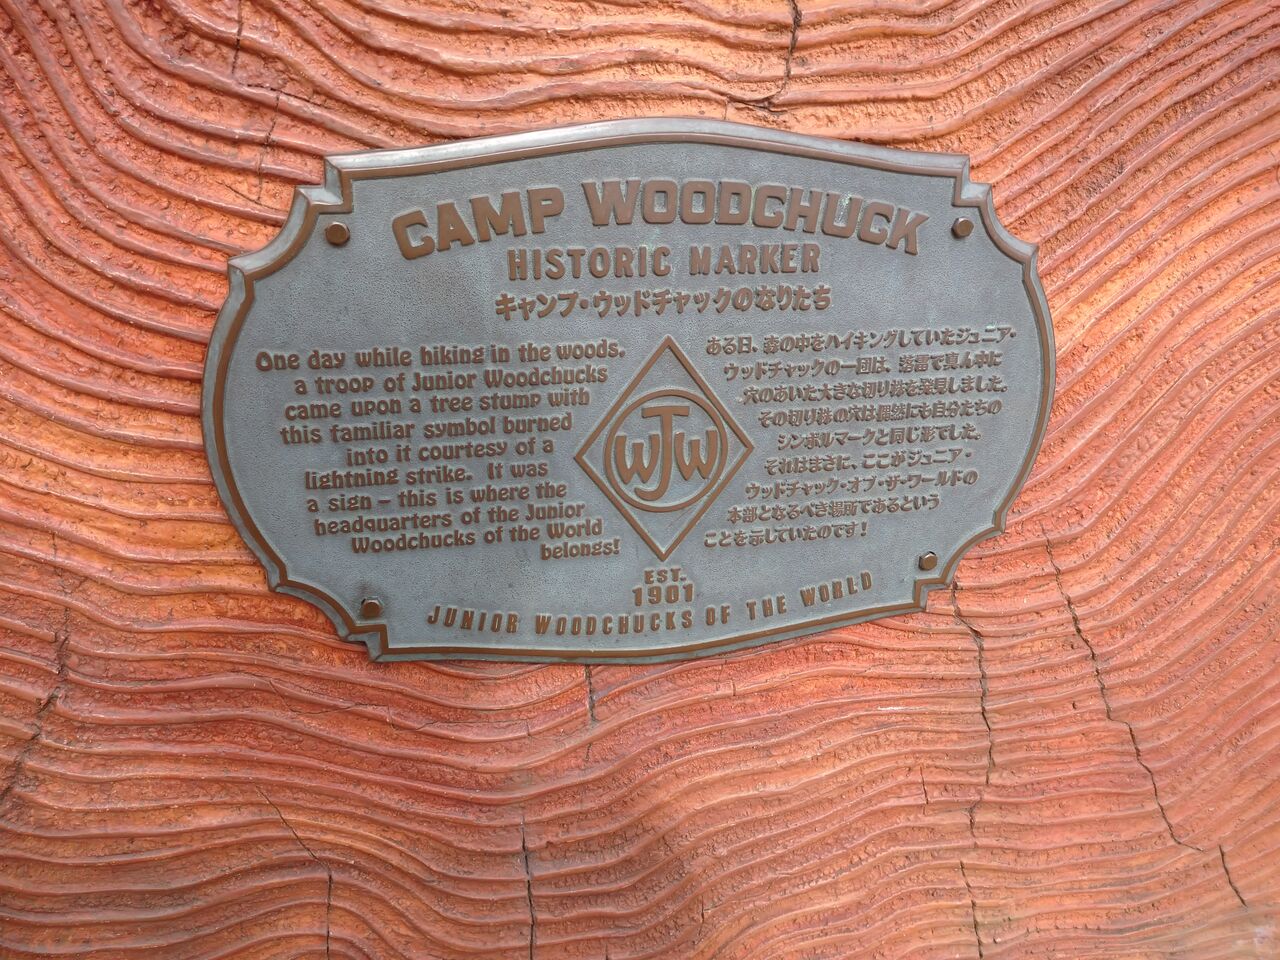 CAMP WOODCHUCK
HISTORIC MARKER
キャンプ・ウッドチャックのなりたち
One day while hiking in the woods,
a troop of Junior Woodchucks
came upon a tree stump with
this familiar symbol burned
into it courtesy of a
lightning strike. It was
a sign – this is where the
headquarters of the Junior
Woodchucks of the World
belongs!
JWW
ある日、森の中をハイキングしていたジュニア・
ウッドチャックの一団は、落雷で真ん中に
穴のあいた大きな切り株を発見しました。
その切り株の穴は偶然にも自分たちの
シンボルマークと同じ形でした。
それはまさに、ここがジュニア・
ウッドチャック・オブ・ザ・ワールドの
本部となるべき場所であるという
ことを示していたのです！
EST.
1901
JUNIOR WOODCHUCKS OF THE WORLD